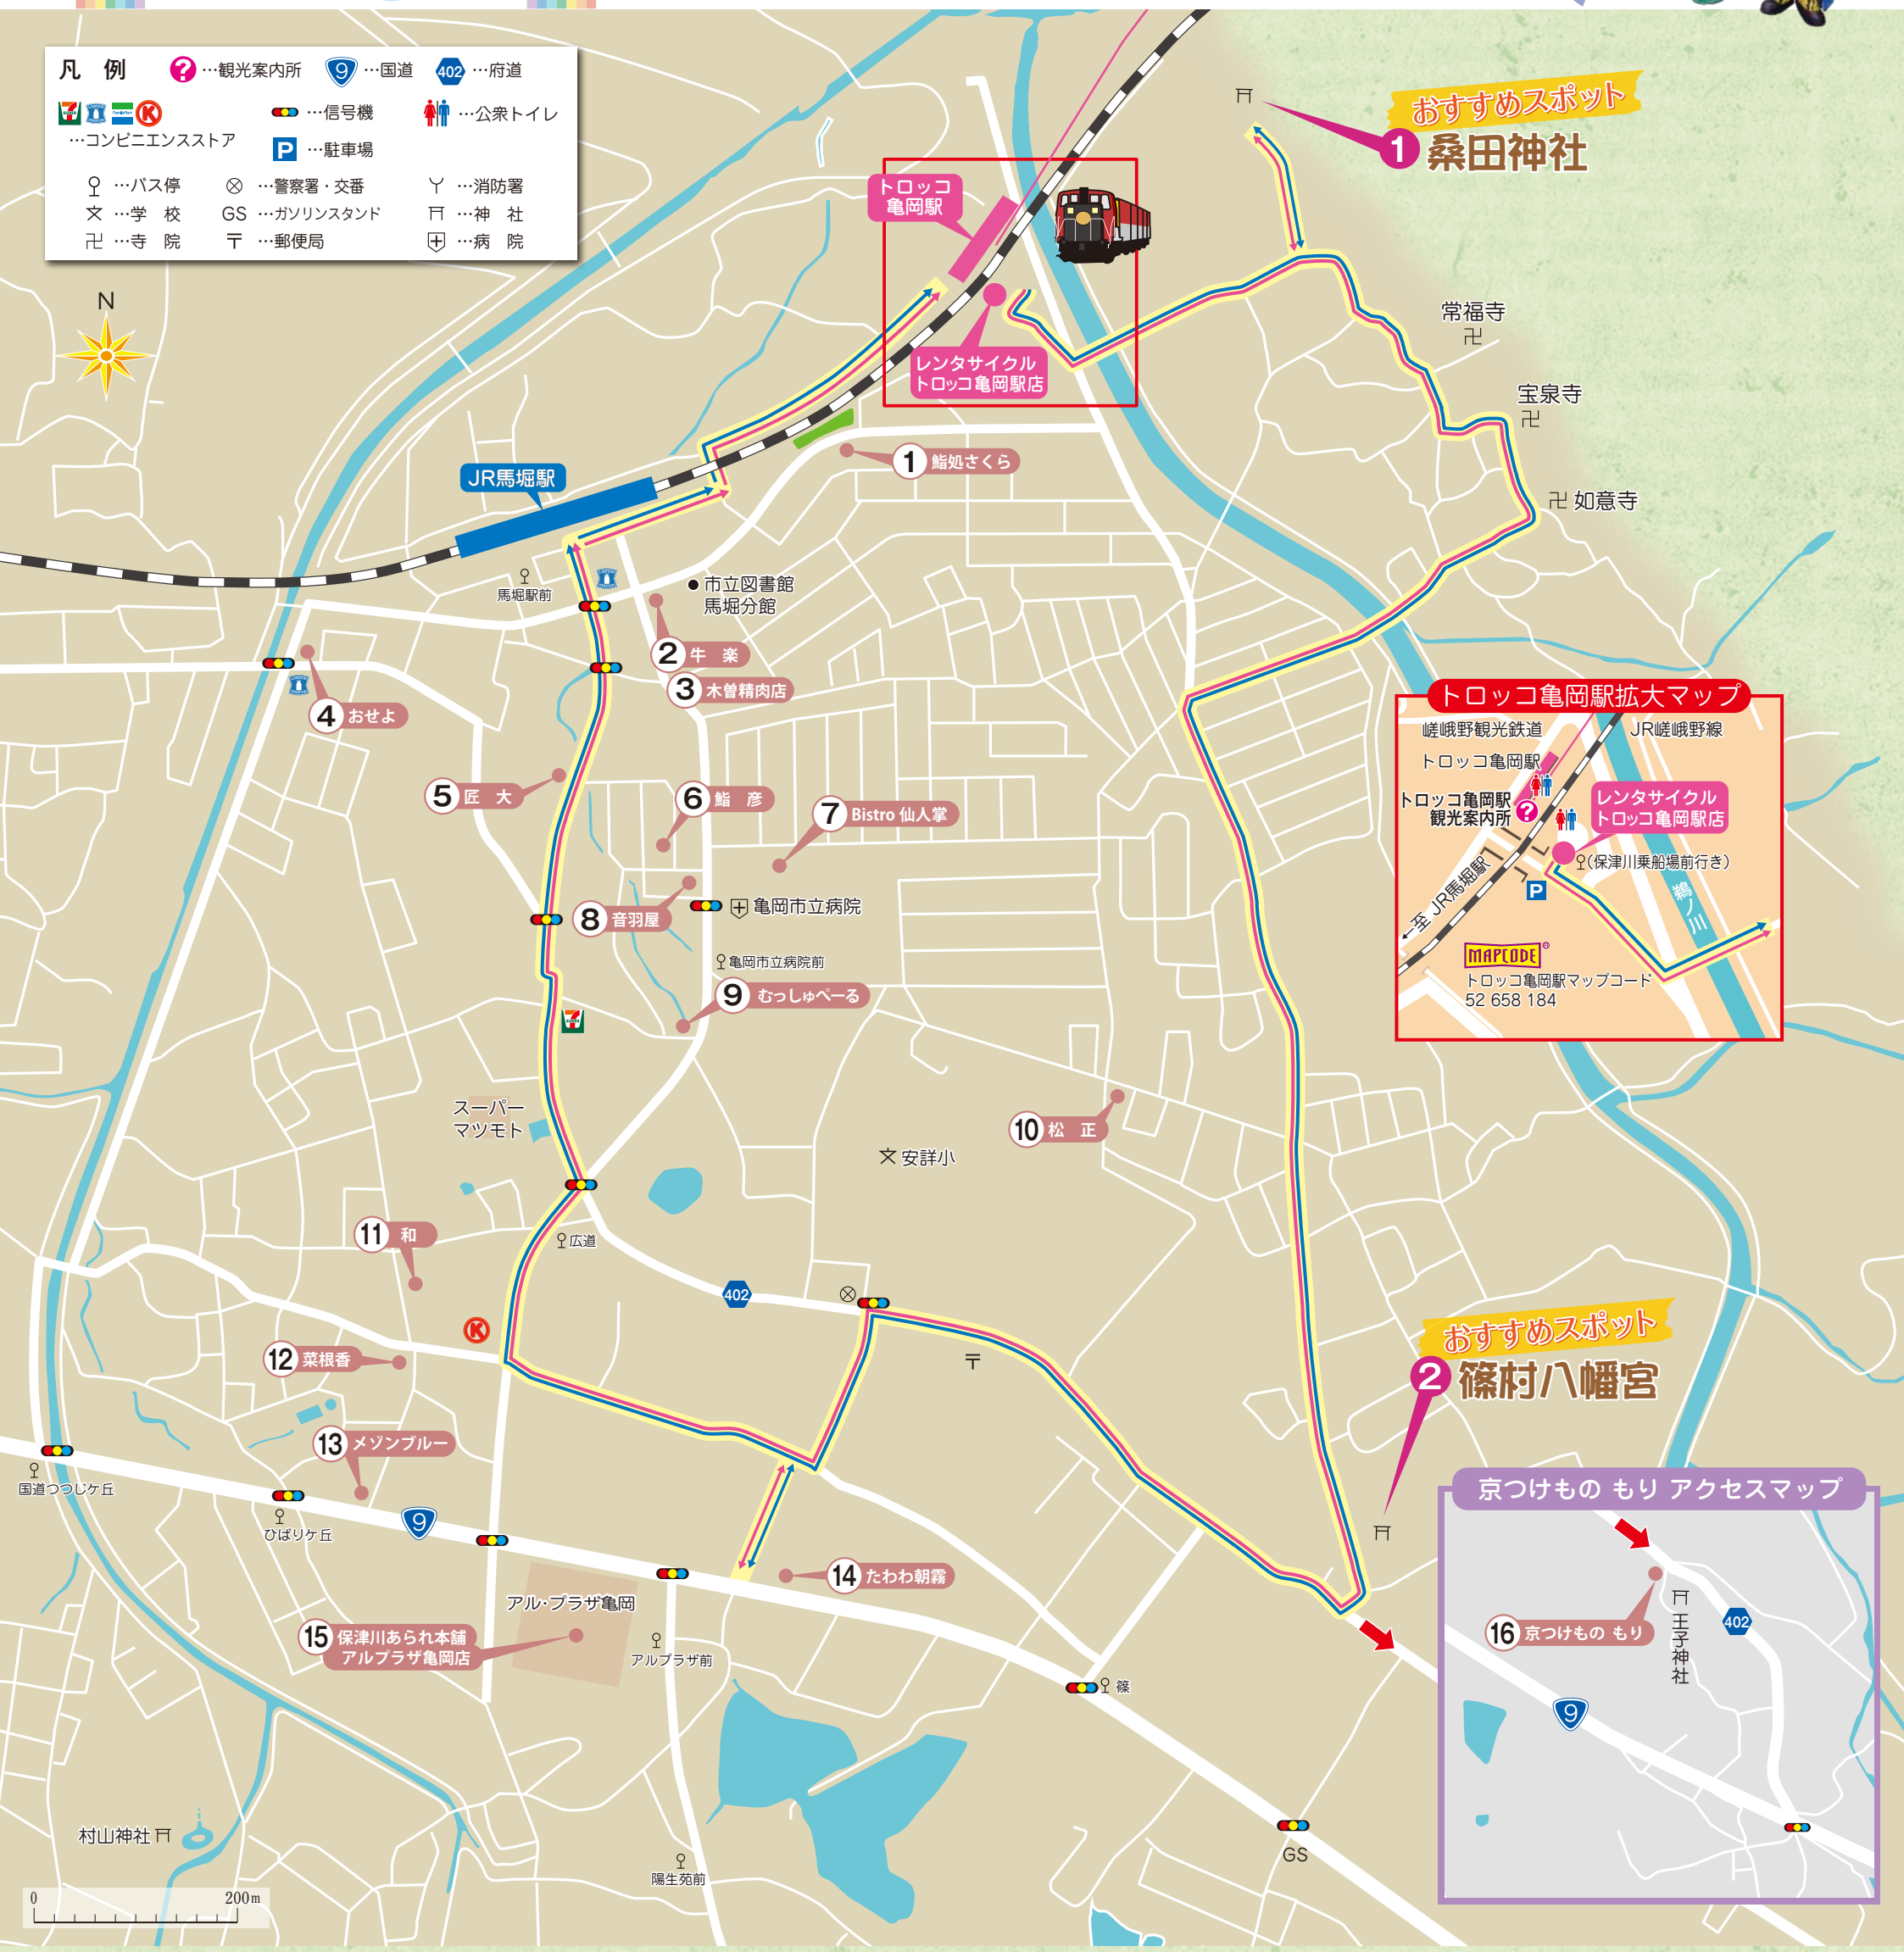 凡 例
?…観光案内所
9…国道
402…府道
…コンビニエンスストア
…信号機
…公衆トイレ
P…駐車場
…バス停
…警察署・交番
…消防署
…学 校
GS…ガソリンスタンド
…神 社
…寺 院
〒…郵便局
…病 院
N
おすすめスポット
1 桑田神社
トロッコ
亀岡駅
レンタサイクル
トロッコ亀岡駅店
常福寺
宝泉寺
如意寺
JR馬堀駅
1 鮨処さくら
馬堀駅前
市立図書館
馬堀分館
2 牛 楽
3 木曽精肉店
4 おせよ
5 匠 大
6 鮨 彦
7 Bistro 仙人掌
8 音羽屋
亀岡市立病院
亀岡市立病院前
9 むっしゅぺーる
トロッコ亀岡駅拡大マップ
嵯峨野観光鉄道
JR嵯峨野線
トロッコ亀岡駅
トロッコ亀岡駅
観光案内所
?
レンタサイクル
トロッコ亀岡駅店
(保津川乗船場前行き)
P
←至 JR馬堀駅
鵜ノ川
MAPCODE®
トロッコ亀岡駅マップコード
52 658 184
スーパー
マツモト
10 松 正
安詳小
11 和
広道
402
〒
12 菜根香
13 メゾンブルー
おすすめスポット
2 篠村八幡宮
国道つつじケ丘
ひばりケ丘
9
14 たわわ朝霧
アル・プラザ亀岡
15 保津川あられ本舗
アルプラザ亀岡店
アルプラザ前
篠
京つけもの もり アクセスマップ
16 京つけもの もり
王子神社
402
9
村山神社
陽生苑前
GS
0 200m